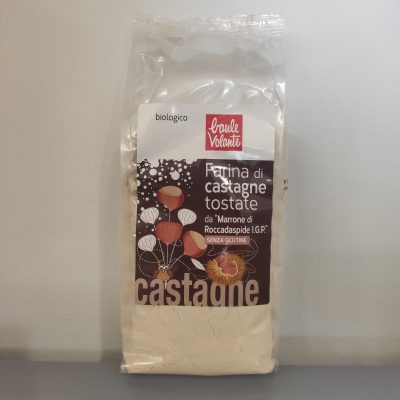 biologico
baule
Volante
Farina di
castagne
tostate
da "Marrone di
Roccadaspide I.G.P."
SENZA GLUTINE
castagne